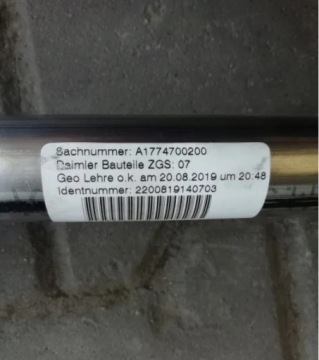 Sachnummer: A1774700200
Daimler Bauteile ZGS: 07
Geo Lehre o.k. am 20.08.2019 um 20:48
Identnummer: 2200819140703